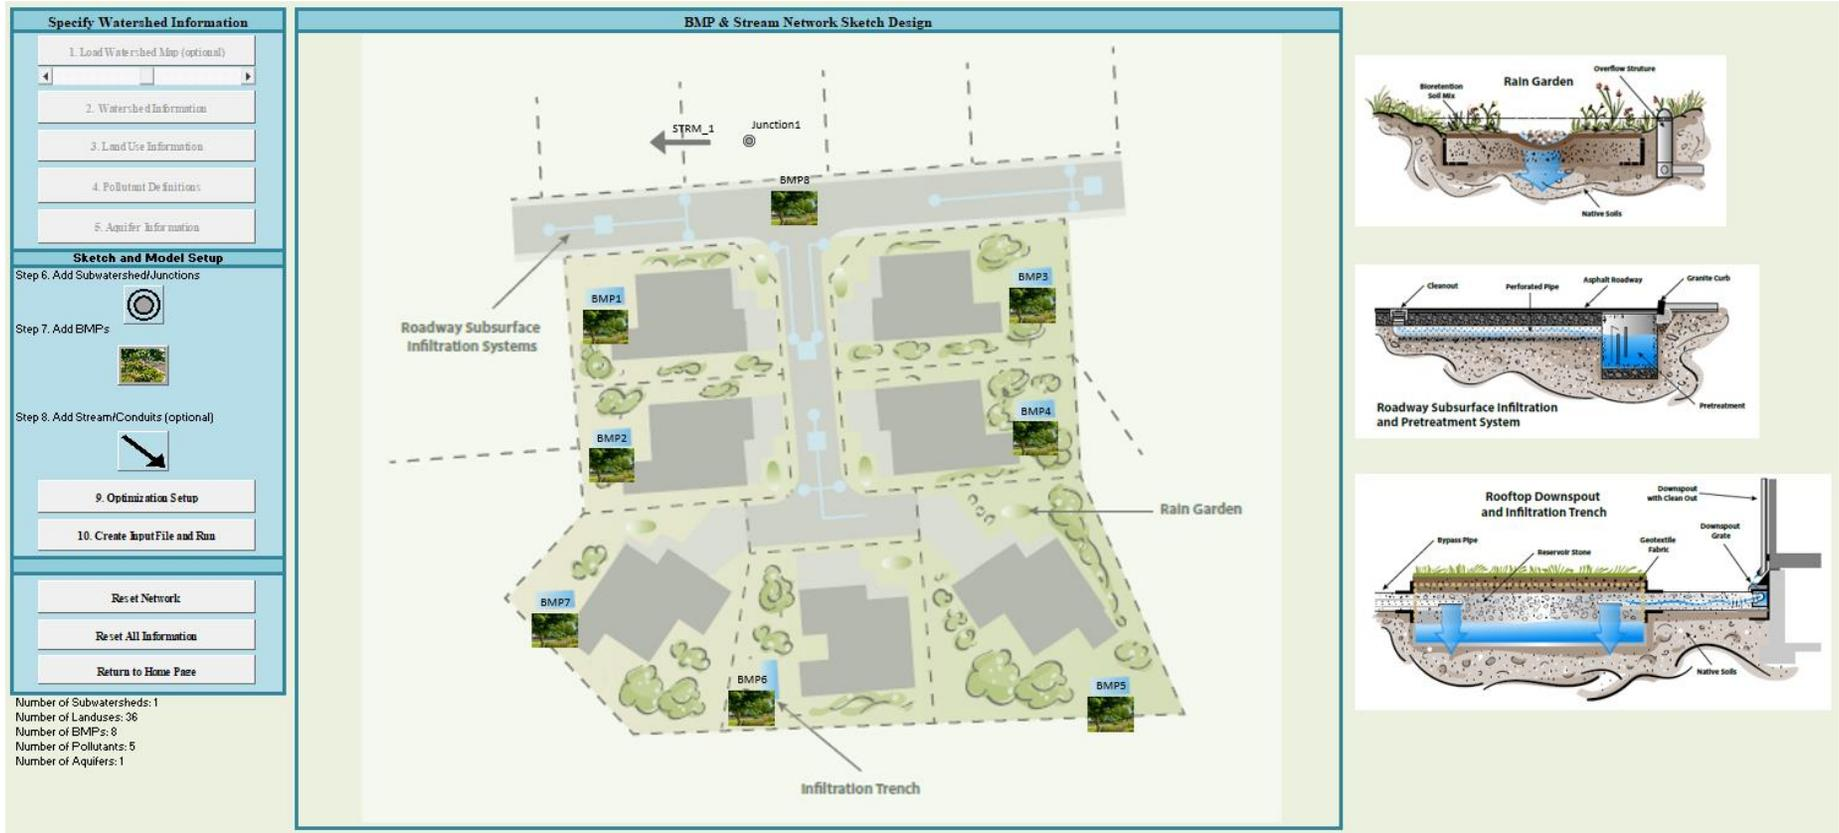 Specify Watershed Information
1. Load Watershed Map (optional)
2. Watershed Information
3. Land Use Information
4. Pollutant Definitions
5. Aquifer Information
Sketch and Model Setup
Step 6. Add Subwatershed/Junctions
Step 7. Add BMPs
Step 8. Add Stream/Conduits (optional)
9. Optimization Setup
10. Create Input File and Run
Reset Network
Reset All Information
Return to Home Page
Number of Subwatersheds: 1
Number of Landuses: 36
Number of BMPs: 8
Number of Pollutants: 5
Number of Aquifers: 1
BMP & Stream Network Sketch Design
STRM_1
Junction1
BMP8
BMP1
BMP3
Roadway Subsurface
Infiltration Systems
BMP2
BMP4
Rain Garden
BMP7
BMP6
BMP5
Infiltration Trench
Rain Garden
Overflow Struture
Bioretention
Soil Mix
Native Soils
Cleanout
Perforated Pipe
Asphalt Roadway
Granite Curb
Roadway Subsurface Infiltration
and Pretreatment System
Pretreatment
Rooftop Downspout
and Infiltration Trench
Downspout
with Clean Out
Bypass Pipe
Reservoir Stone
Geotextile
Fabric
Downspout
Grate
Native Soils